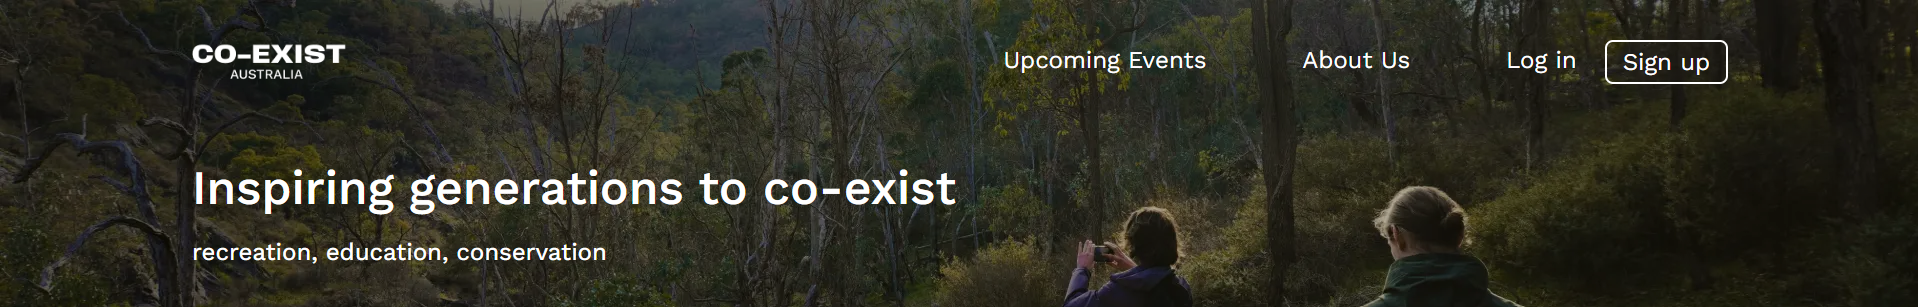 CO-EXIST
AUSTRALIA
Upcoming Events
About Us
Log in
Sign up
Inspiring generations to co-exist
recreation, education, conservation